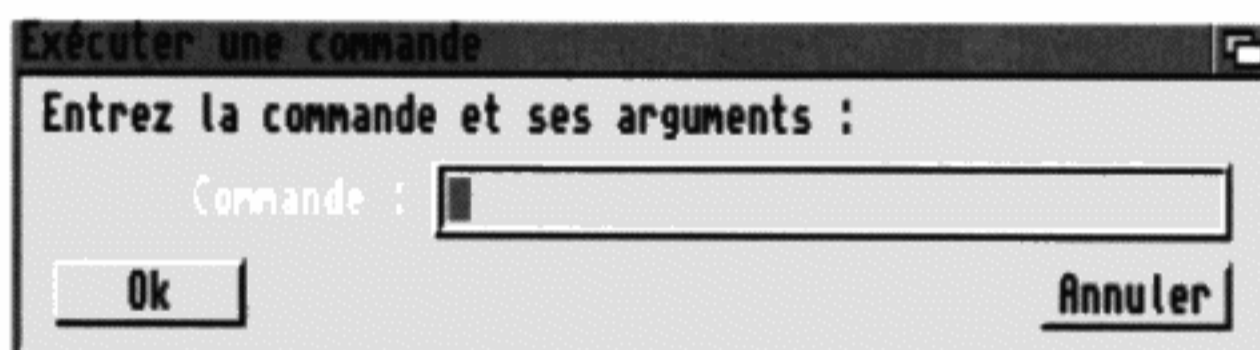 Exécuter une commande
Entrez la commande et ses arguments :
Commande :
Ok
Annuler